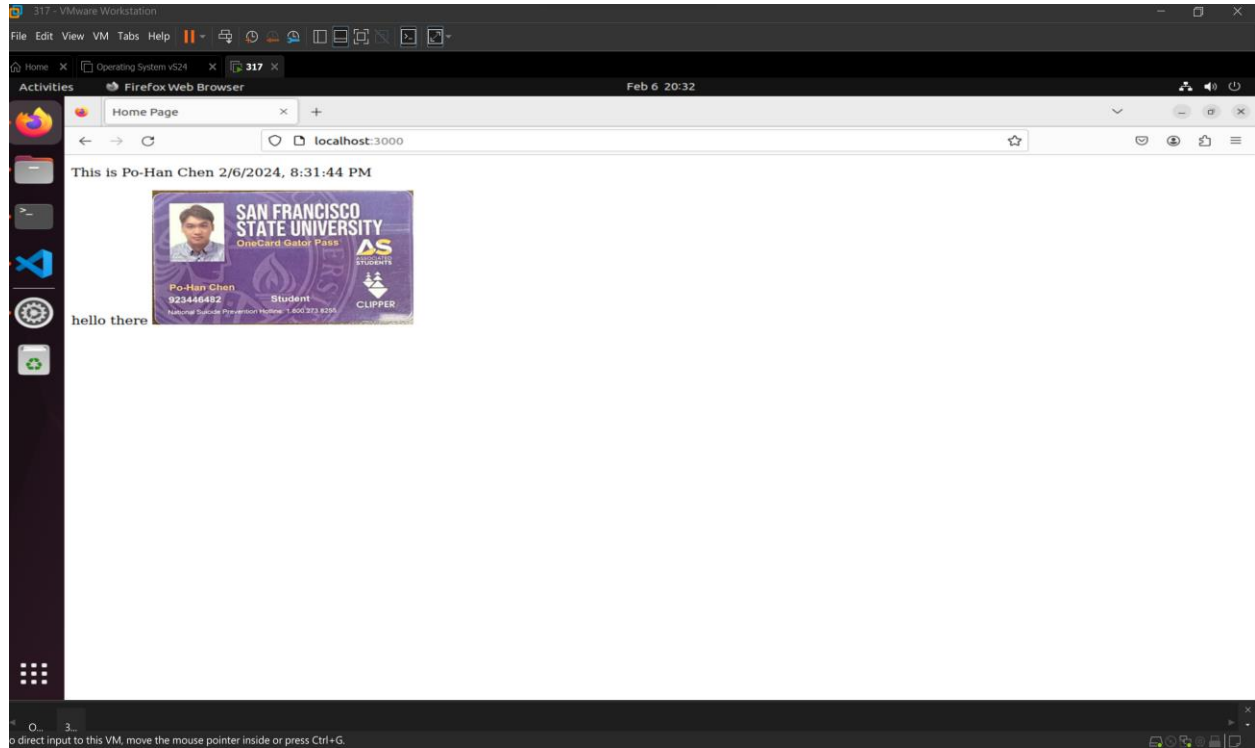 317 - VMware Workstation
File Edit View VM Tabs Help
Home Operating System vS24 317
Activities Firefox Web Browser Feb 6 20:32
Home Page
localhost:3000
This is Po-Han Chen 2/6/2024, 8:31:44 PM
SAN FRANCISCO
STATE UNIVERSITY
OneCard Gator Pass
AS
ASSOCIATED
STUDENTS
Po-Han Chen
923446482 Student
CLIPPER
National Suicide Prevention Hotline: 1.800.273.8255
hello there
O... 3...
o direct input to this VM, move the mouse pointer inside or press Ctrl+G.